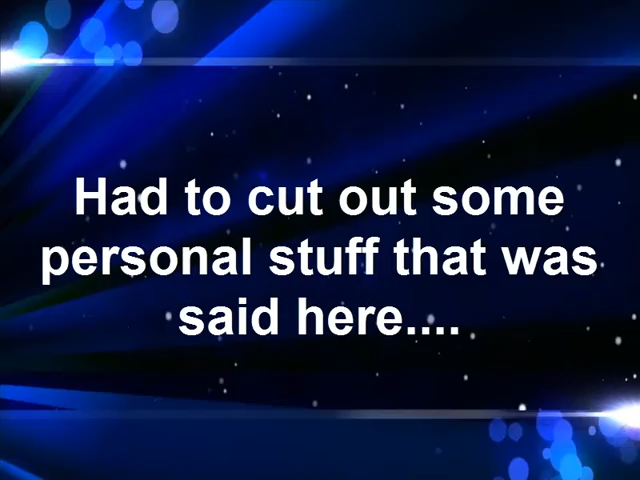 Had to cut out some
personal stuff that was
said here....